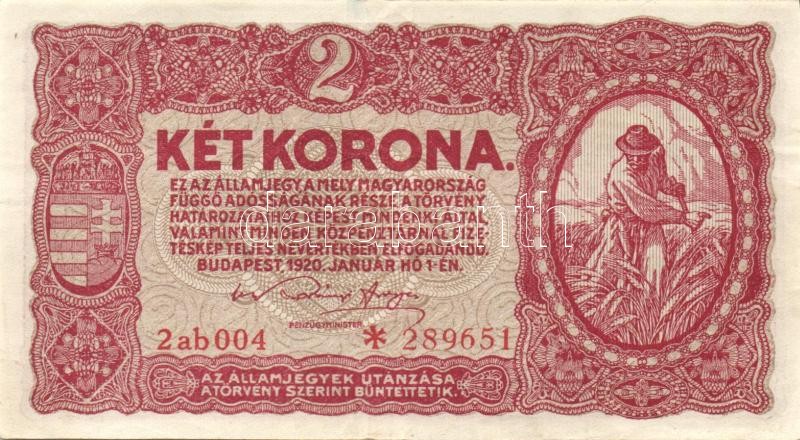 2
KÉT KORONA.
EZ AZ ÁLLAMJEGY, A MELY MAGYARORSZÁG
FÜGGŐ ADÓSSÁGÁNAK RÉSZE, A TÖRVÉNY
HATÁROZATAIHOZ KÉPEST MINDENKI ÁLTAL,
VALAMINT MINDEN KÖZPÉNZTÁRNÁL FIZE-
TÉSKÉP TELJES NÉVÉRTÉKBEN ELFOGADANDÓ.
BUDAPEST, 1920. JANUÁR HÓ 1-ÉN.
PÉNZÜGYMINISTER
2ab004 * 289651
AZ ÁLLAMJEGYEK UTÁNZÁSA
A TÖRVÉNY SZERINT BÜNTETTETIK.
darabanth